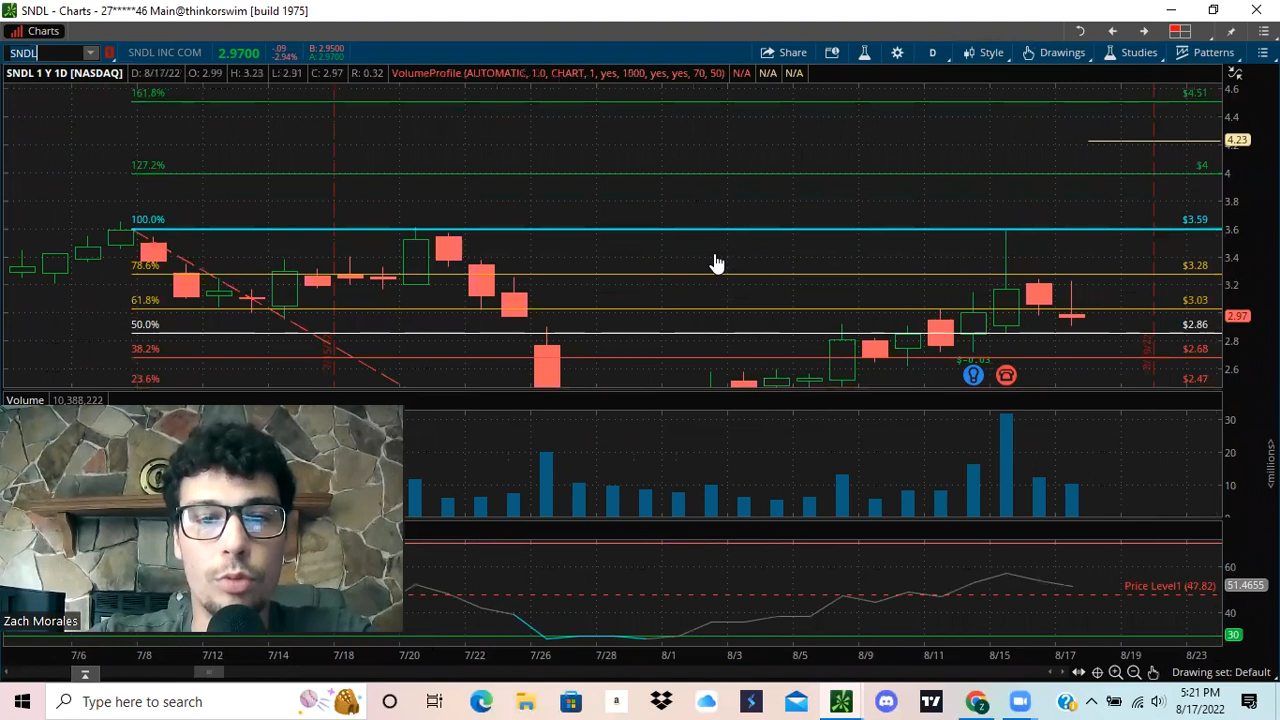 SNDL - Charts - 27*****46 Main@thinkorswim [build 1975]
Charts
SNDL SNDL INC COM 2.9700 -.09 -2.94% B: 2.9500 A: 2.9700 Share D Style Drawings Studies Patterns
SNDL 1 Y 1D [NASDAQ] D: 8/17/22 O: 2.99 H: 3.23 L: 2.91 C: 2.97 R: 0.32 VolumeProfile (AUTOMATIC, 1.0, CHART, 1, yes, 1000, yes, yes, 70, 50) N/A N/A N/A
161.8% $4.51 4.6
4.4
4.23
127.2% $4 4
3.8
100.0% $3.59 3.6
3.4
78.6% $3.28
3.2
61.8% $3.03
2.97
50.0% $2.86
2.8
38.2% $2.68
$-0.03 2.6
23.6% $2.47
Volume 10,388,222
30
20
10
<millions>
60
Price Level1 (47.82) 51.4655
40
Zach Morales
30
7/6 7/8 7/12 7/14 7/18 7/20 7/22 7/26 7/28 8/1 8/3 8/5 8/9 8/11 8/15 8/17 8/19 8/23
Drawing set: Default
Type here to search
5:21 PM
8/17/2022